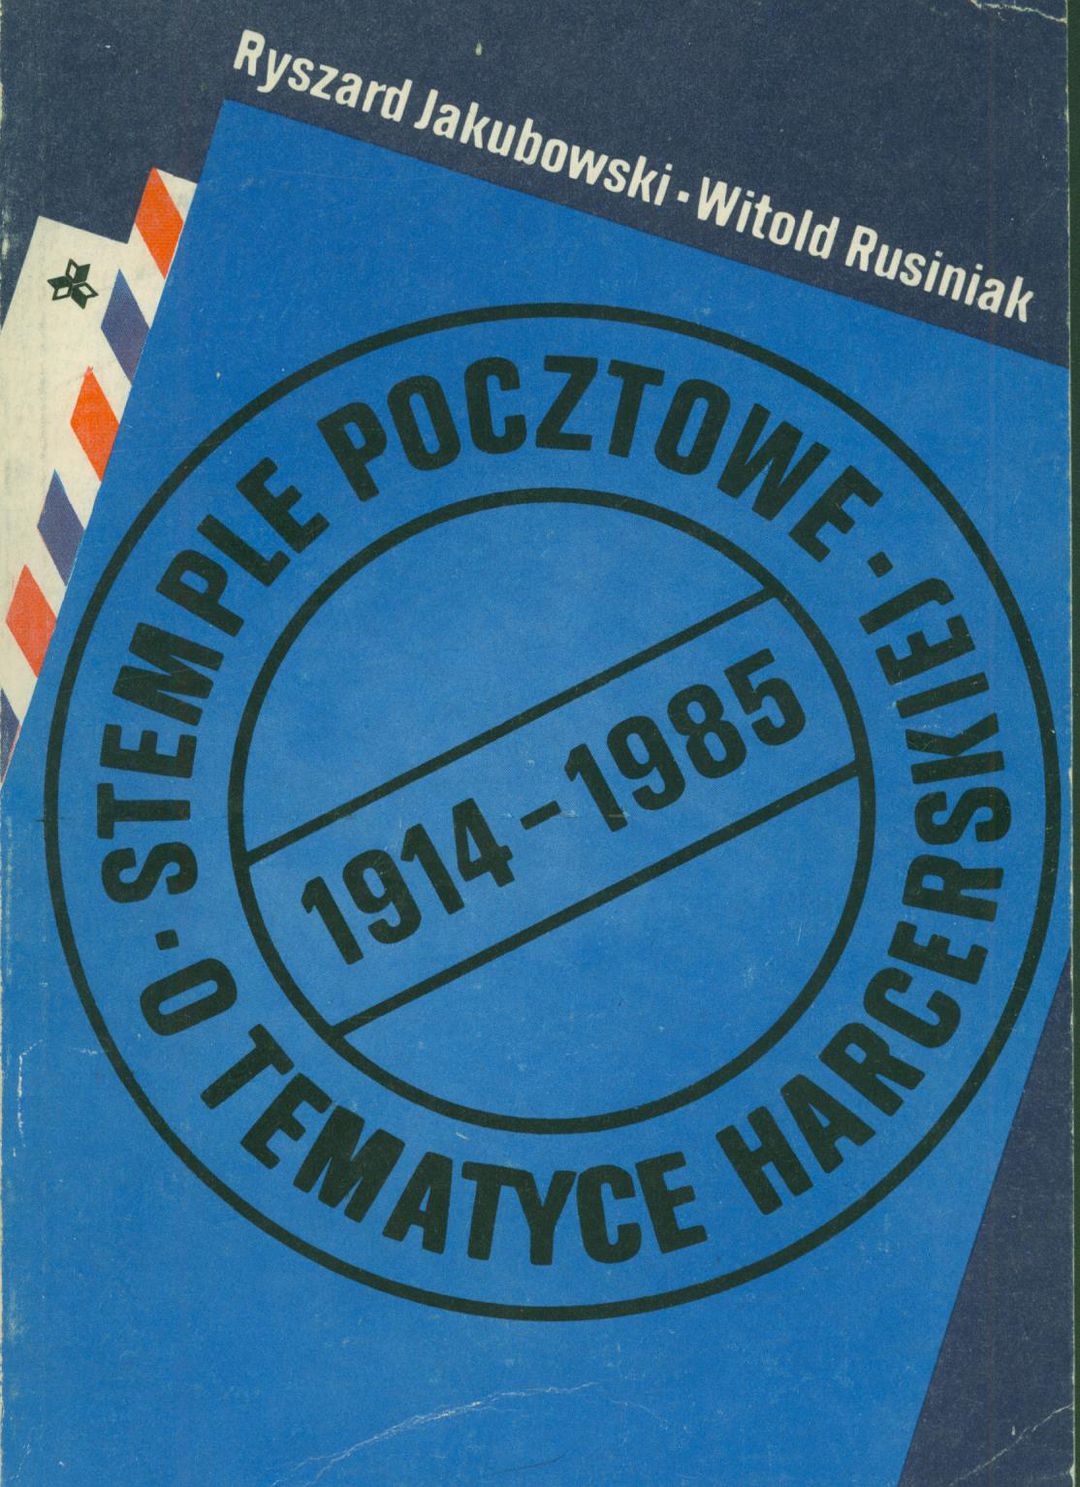 Ryszard Jakubowski · Witold Rusiniak
STEMPLE POCZTOWE ·
O TEMATYCE HARCERSKIEJ ·
1914-1985